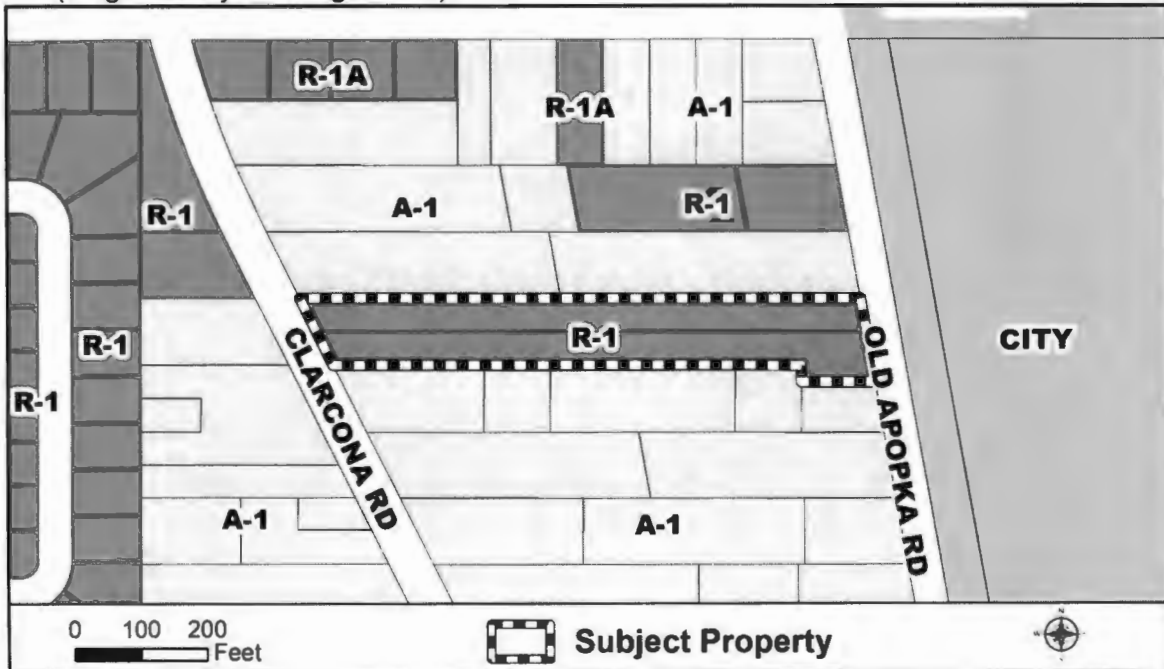 R-1A
R-1A
A-1
R-1
A-1
R-1
R-1
R-1
R-1
CITY
CLARCONA RD
OLD APOPKA RD
A-1
A-1
0 100 200
Feet
Subject Property